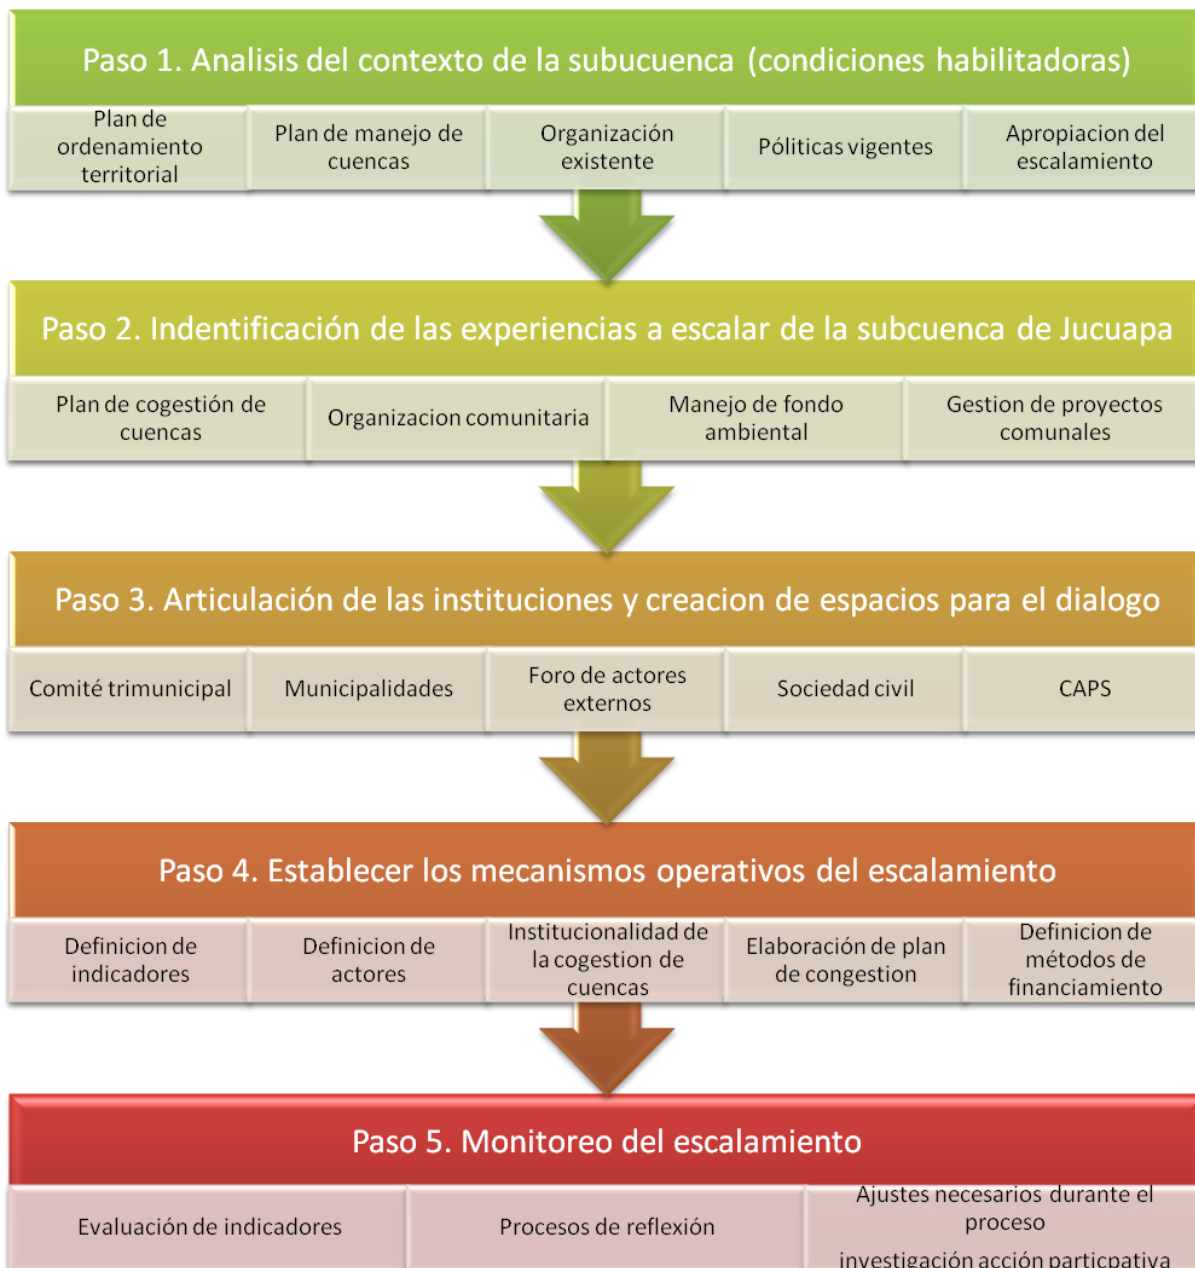 Paso 1. Analisis del contexto de la subucuenca (condiciones habilitadoras)
Plan de
ordenamiento
territorial
Plan de manejo de
cuencas
Organización
existente
Póliticas vigentes
Apropiacion del
escalamiento
Paso 2. Indentificación de las experiencias a escalar de la subcuenca de Jucuapa
Plan de cogestión de
cuencas
Organizacion comunitaria
Manejo de fondo
ambiental
Gestion de proyectos
comunales
Paso 3. Articulación de las instituciones y creacion de espacios para el dialogo
Comité trimunicipal
Municipalidades
Foro de actores
externos
Sociedad civil
CAPS
Paso 4. Establecer los mecanismos operativos del escalamiento
Definicion de
indicadores
Definicion de
actores
Institucionalidad de
la cogestion de
cuencas
Elaboración de plan
de congestion
Definicion de
métodos de
financiamiento
Paso 5. Monitoreo del escalamiento
Evaluación de indicadores
Procesos de reflexión
Ajustes necesarios durante el
proceso
investigación acción particpativa